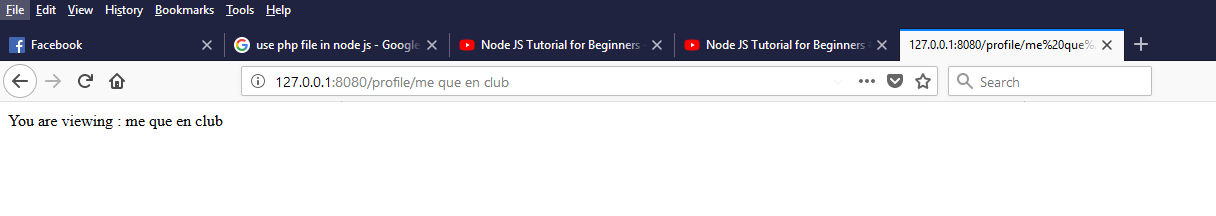 File Edit View History Bookmarks Tools Help
Facebook use php file in node js - Google Node JS Tutorial for Beginners Node JS Tutorial for Beginners 127.0.0.1:8080/profile/me%20que%
127.0.0.1:8080/profile/me que en club Search
You are viewing : me que en club